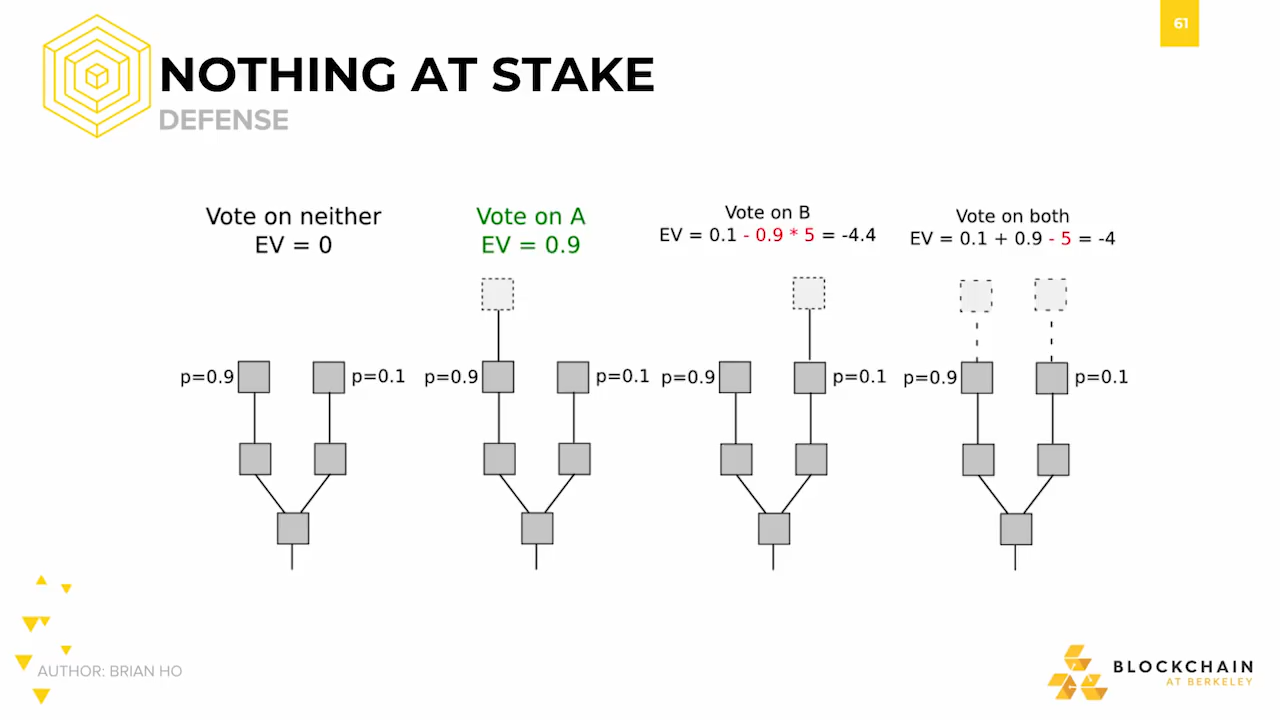 61
NOTHING AT STAKE
DEFENSE
Vote on neither
EV = 0
Vote on A
EV = 0.9
Vote on B
EV = 0.1 - 0.9 * 5 = -4.4
Vote on both
EV = 0.1 + 0.9 - 5 = -4
p=0.9
p=0.1
p=0.9
p=0.1
p=0.9
p=0.1
p=0.9
p=0.1
AUTHOR: BRIAN HO
BLOCKCHAIN
AT BERKELEY